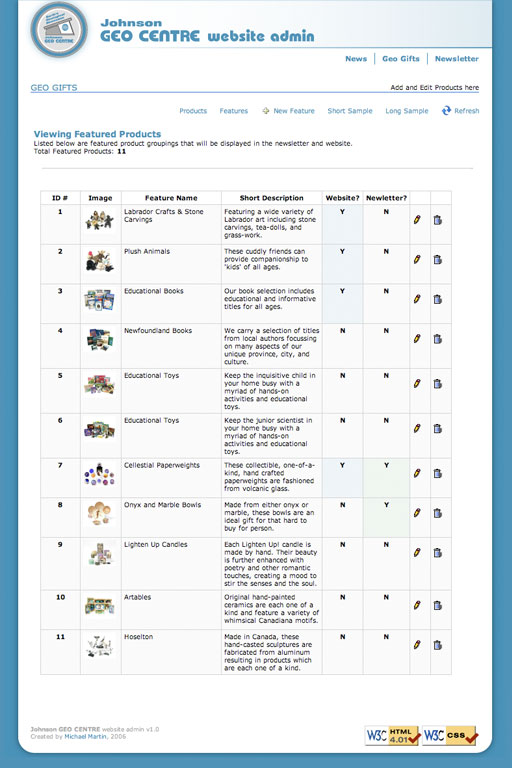 Johnson
GEO CENTRE website admin
GEO CENTRE
News
Geo Gifts
Newsletter
GEO GIFTS
Add and Edit Products here
Products
Features
New Feature
Short Sample
Long Sample
Refresh
Viewing Featured Products
Listed below are featured product groupings that will be displayed in the newsletter and website.
Total Featured Products: 11
ID # Image Feature Name Short Description Website? Newletter?
1 Labrador Crafts & Stone Carvings Featuring a wide variety of Y N
Labrador art including stone
carvings, tea-dolls, and
grass-work.
2 Plush Animals These cuddly friends can Y N
provide companionship to
'kids' of all ages.
3 Educational Books Our book selection includes Y N
educational and informative
titles for all ages.
4 Newfoundland Books We carry a selection of titles N N
from local authors focussing
on many aspects of our
unique province, city, and
culture.
5 Educational Toys Keep the inquisitive child in N N
your home busy with a
myriad of hands-on
activities and educational
toys.
6 Educational Toys Keep the junior scientist in N N
your home busy with a
myriad of hands-on
activities and educational
toys.
7 Cellestial Paperweights These collectible, one-of-a- Y Y
kind, hand crafted
paperweights are fashioned
from volcanic glass.
8 Onyx and Marble Bowls Made from either onyx or N Y
marble, these bowls are an
ideal gift for that hard to
buy for person.
9 Lighten Up Candles Each Lighten Up! candle is N N
made by hand. Their beauty
is further enhanced with
poetry and other romantic
touches, creating a mood to
stir the senses and the soul.
10 Artables Original hand-painted N N
ceramics are each one of a
kind and feature a variety of
whimsical Canadiana motifs.
11 Hoselton Made in Canada, these N N
hand-casted sculptures are
fabricated from aluminum
resulting in products which
are each one of a kind.
Johnson GEO CENTRE website admin v1.0
Created by Michael Martin, 2006
W3C HTML 4.01
W3C CSS